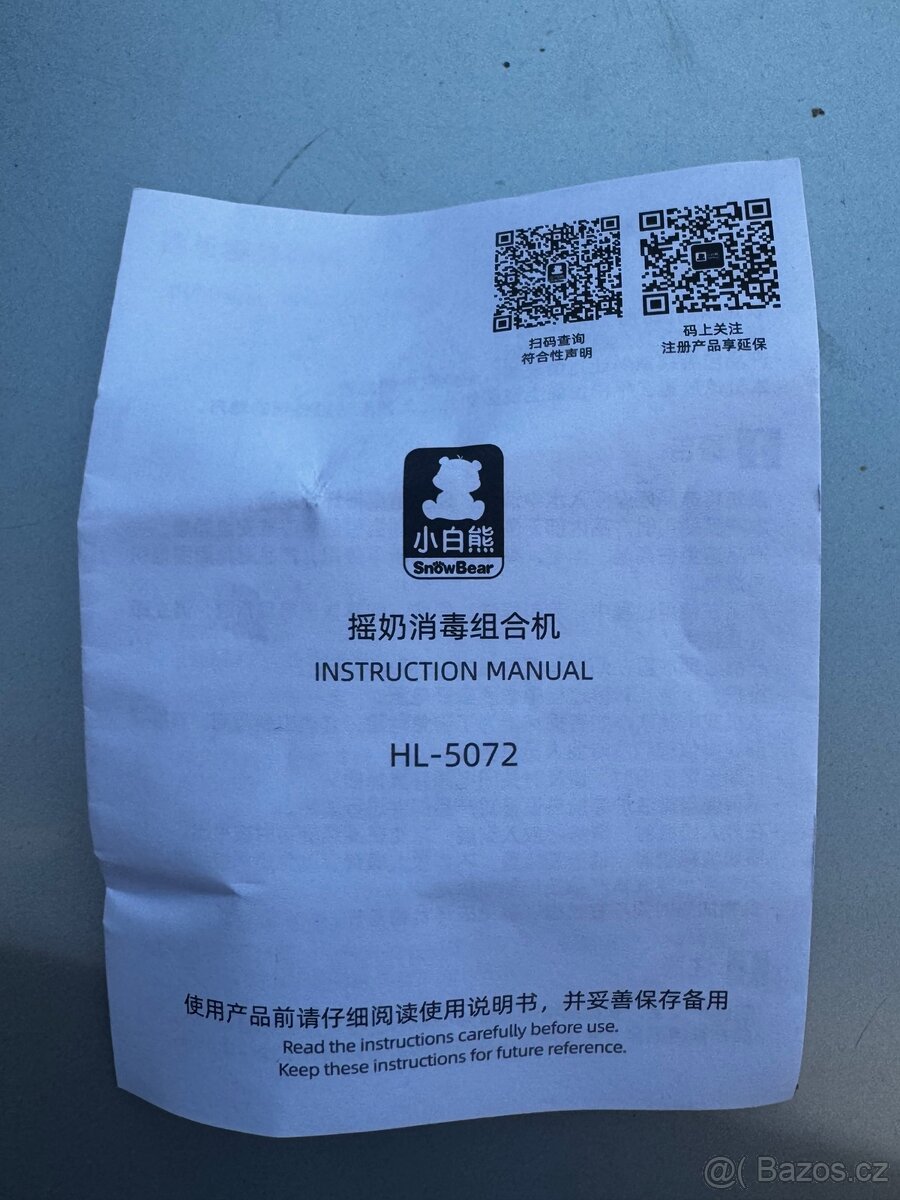 扫码查询
符合性声明
码上关注
注册产品享延保
小白熊
SnowBear
摇奶消毒组合机
INSTRUCTION MANUAL
HL-5072
使用产品前请仔细阅读使用说明书，并妥善保存备用
Read the instructions carefully before use.
Keep these instructions for future reference.
@( Bazos.cz